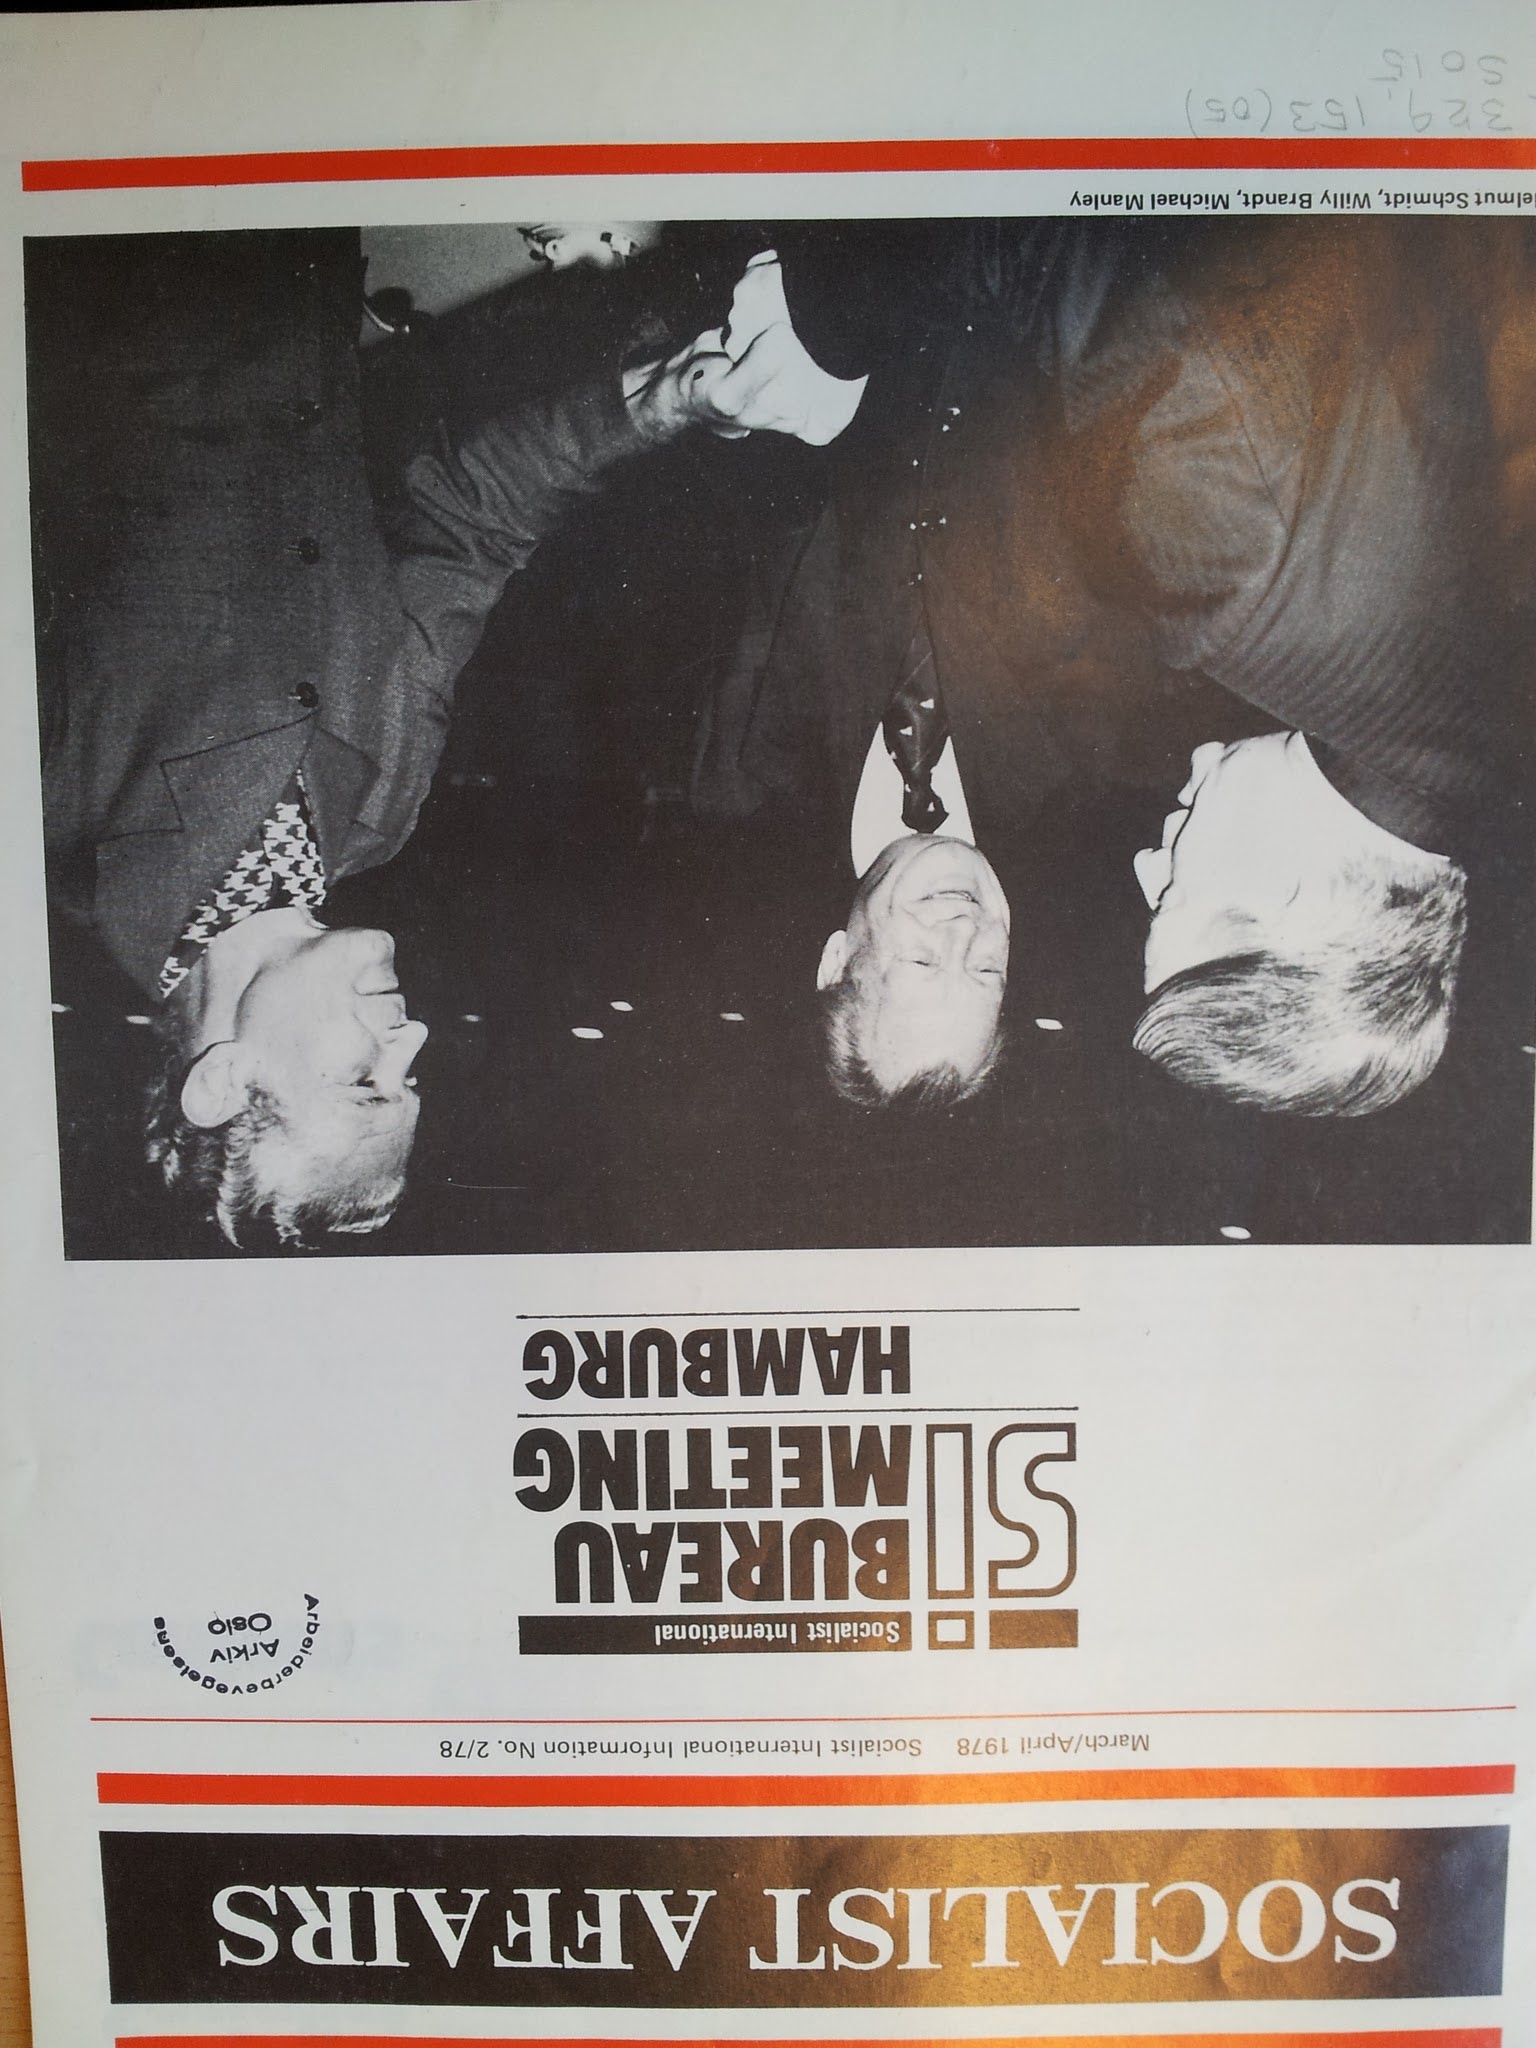 SOCIALIST AFFAIRS
March/April 1978 Socialist International Information No. 2/78
Arbeiderbevegelsens
Arkiv
Oslo
Socialist International
si
BUREAU
MEETING
HAMBURG
elmut Schmidt, Willy Brandt, Michael Manley
329.153 (05)
SO15